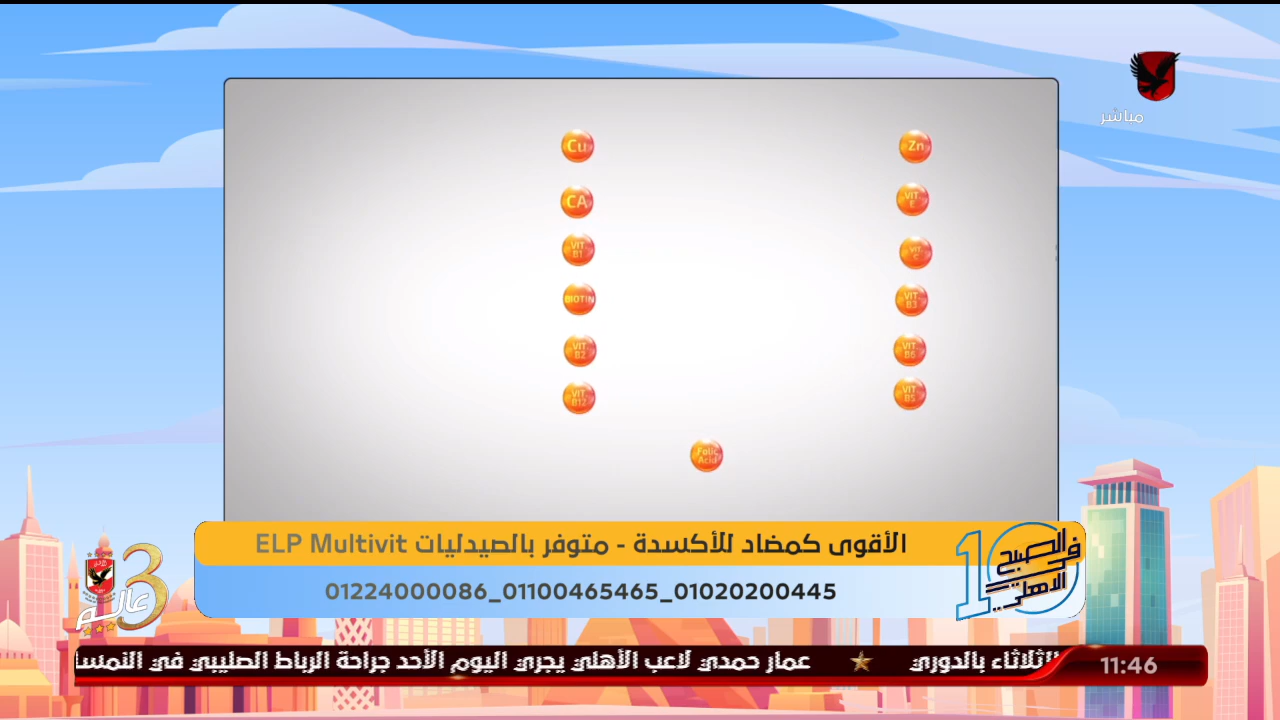 مباشر
Cu
Zn
CA
VIT E
VIT B1
VIT C
BIOTIN
VIT B3
VIT B2
VIT B6
VIT B12
VIT B5
Folic Acid
الأقوى كمضاد للأكسدة - متوفر بالصيدليات ELP Multivit
01224000086_01100465465_01020200445
10 الصبح في الاهلي
3 عالم
الثلاثاء بالدوري ★ عمار حمدي لاعب الأهلي يجري اليوم الأحد جراحة الرباط الصليبي في النمسا
11:46